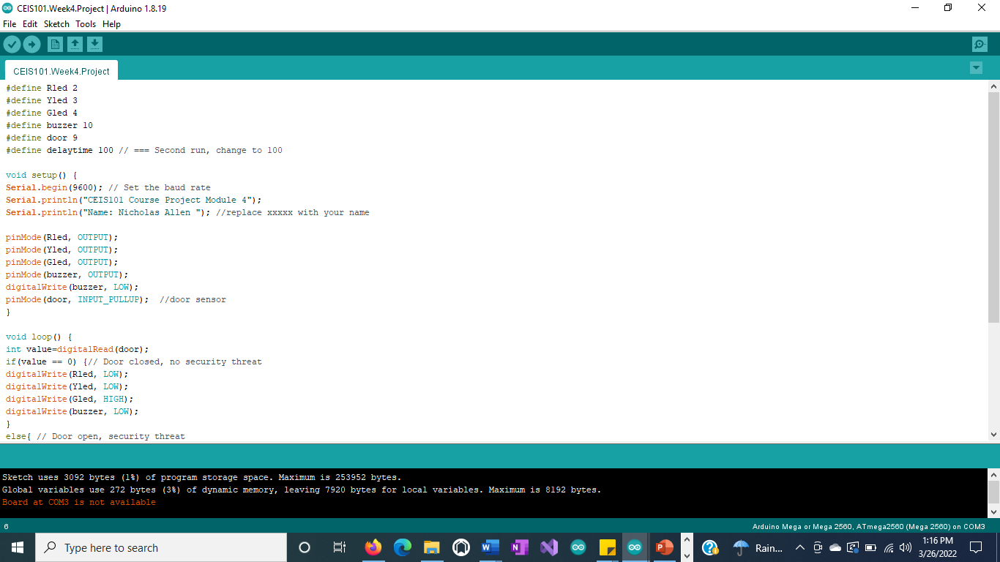 CEIS101.Week4.Project | Arduino 1.8.19
File Edit Sketch Tools Help
CEIS101.Week4.Project
#define Rled 2
#define Yled 3
#define Gled 4
#define buzzer 10
#define door 9
#define delaytime 100 // === Second run, change to 100
void setup() {
Serial.begin(9600); // Set the baud rate
Serial.println("CEIS101 Course Project Module 4");
Serial.println("Name: Nicholas Allen "); //replace xxxxx with your name
pinMode(Rled, OUTPUT);
pinMode(Yled, OUTPUT);
pinMode(Gled, OUTPUT);
pinMode(buzzer, OUTPUT);
digitalWrite(buzzer, LOW);
pinMode(door, INPUT_PULLUP);  //door sensor
}
void loop() {
int value=digitalRead(door);
if(value == 0) {// Door closed, no security threat
digitalWrite(Rled, LOW);
digitalWrite(Yled, LOW);
digitalWrite(Gled, HIGH);
digitalWrite(buzzer, LOW);
}
else{ // Door open, security threat
Sketch uses 3092 bytes (1%) of program storage space. Maximum is 253952 bytes.
Global variables use 272 bytes (3%) of dynamic memory, leaving 7920 bytes for local variables. Maximum is 8192 bytes.
Board at COM3 is not available
6 Arduino Mega or Mega 2560, ATmega2560 (Mega 2560) on COM3
Type here to search
Rain...
1:16 PM
3/26/2022